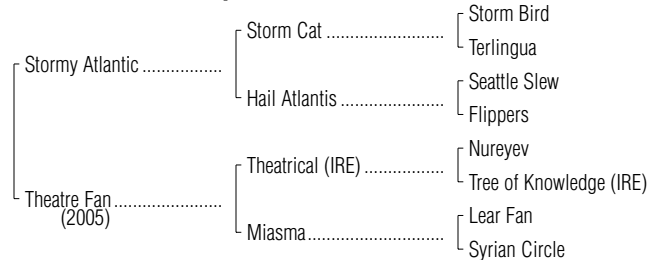 Storm Bird
Storm Cat ........................
Terlingua
Stormy Atlantic ................
Seattle Slew
Hail Atlantis .....................
Flippers
Nureyev
Theatrical (IRE) ................
Tree of Knowledge (IRE)
Theatre Fan......................
(2005)
Lear Fan
Miasma............................
Syrian Circle